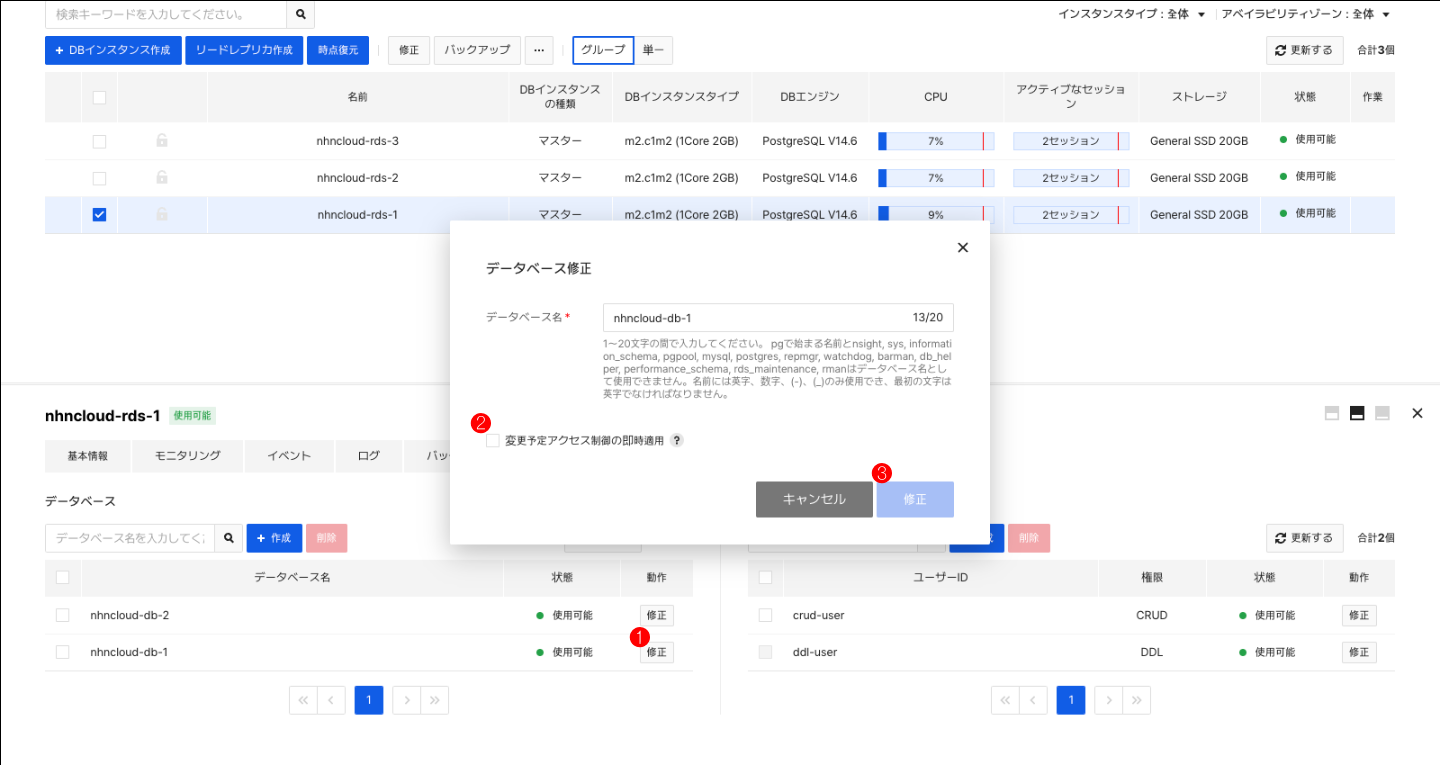 検索キーワードを入力してください。
インスタンスタイプ : 全体 アベイラビリティゾーン : 全体
+ DBインスタンス作成 リードレプリカ作成 時点復元 修正 バックアップ ... グループ 単一 更新する 合計3個
名前 DBインスタンスの種類 DBインスタンスタイプ DBエンジン CPU アクティブなセッション ストレージ 状態 作業
nhncloud-rds-3 マスター m2.c1m2 (1Core 2GB) PostgreSQL V14.6 7% 2セッション General SSD 20GB 使用可能
nhncloud-rds-2 マスター m2.c1m2 (1Core 2GB) PostgreSQL V14.6 7% 2セッション General SSD 20GB 使用可能
nhncloud-rds-1 マスター m2.c1m2 (1Core 2GB) PostgreSQL V14.6 9% 2セッション General SSD 20GB 使用可能
データベース修正
データベース名* nhncloud-db-1 13/20
1〜20文字の間で入力してください。 pgで始まる名前とnsight, sys, informati
on_schema, pgpool, mysql, postgres, repmgr, watchdog, barman, db_hel
per, performance_schema, rds_maintenance, rmanはデータベース名とし
て使用できません。名前には英字、数字、(-)、(_)のみ使用でき、最初の文字は
英字でなければなりません。
2
変更予定アクセス制御の即時適用 ?
3
キャンセル 修正
nhncloud-rds-1 使用可能
基本情報 モニタリング イベント ログ バッ
データベース
データベース名を入力してく + 作成 削除
削除 更新する 合計2個
データベース名 状態 動作
nhncloud-db-2 使用可能 修正
1
nhncloud-db-1 使用可能 修正
1
ユーザーID 権限 状態 動作
crud-user CRUD 使用可能 修正
ddl-user DDL 使用可能 修正
1